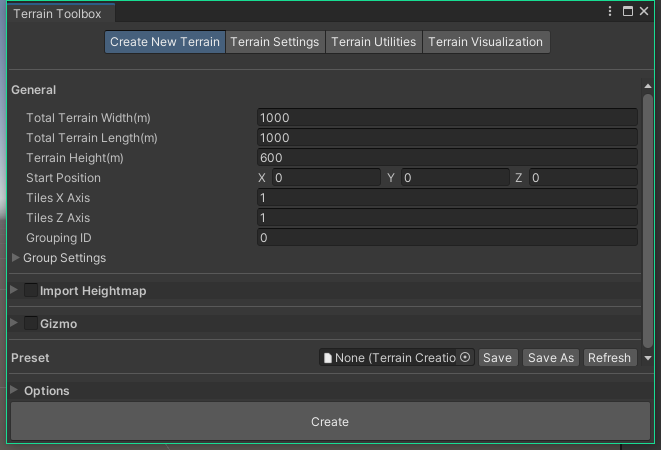 Terrain Toolbox
Create New Terrain Terrain Settings Terrain Utilities Terrain Visualization
General
Total Terrain Width(m) 1000
Total Terrain Length(m) 1000
Terrain Height(m) 600
Start Position X 0 Y 0 Z 0
Tiles X Axis 1
Tiles Z Axis 1
Grouping ID 0
Group Settings
Import Heightmap
Gizmo
Preset None (Terrain Creatio Save Save As Refresh
Options
Create